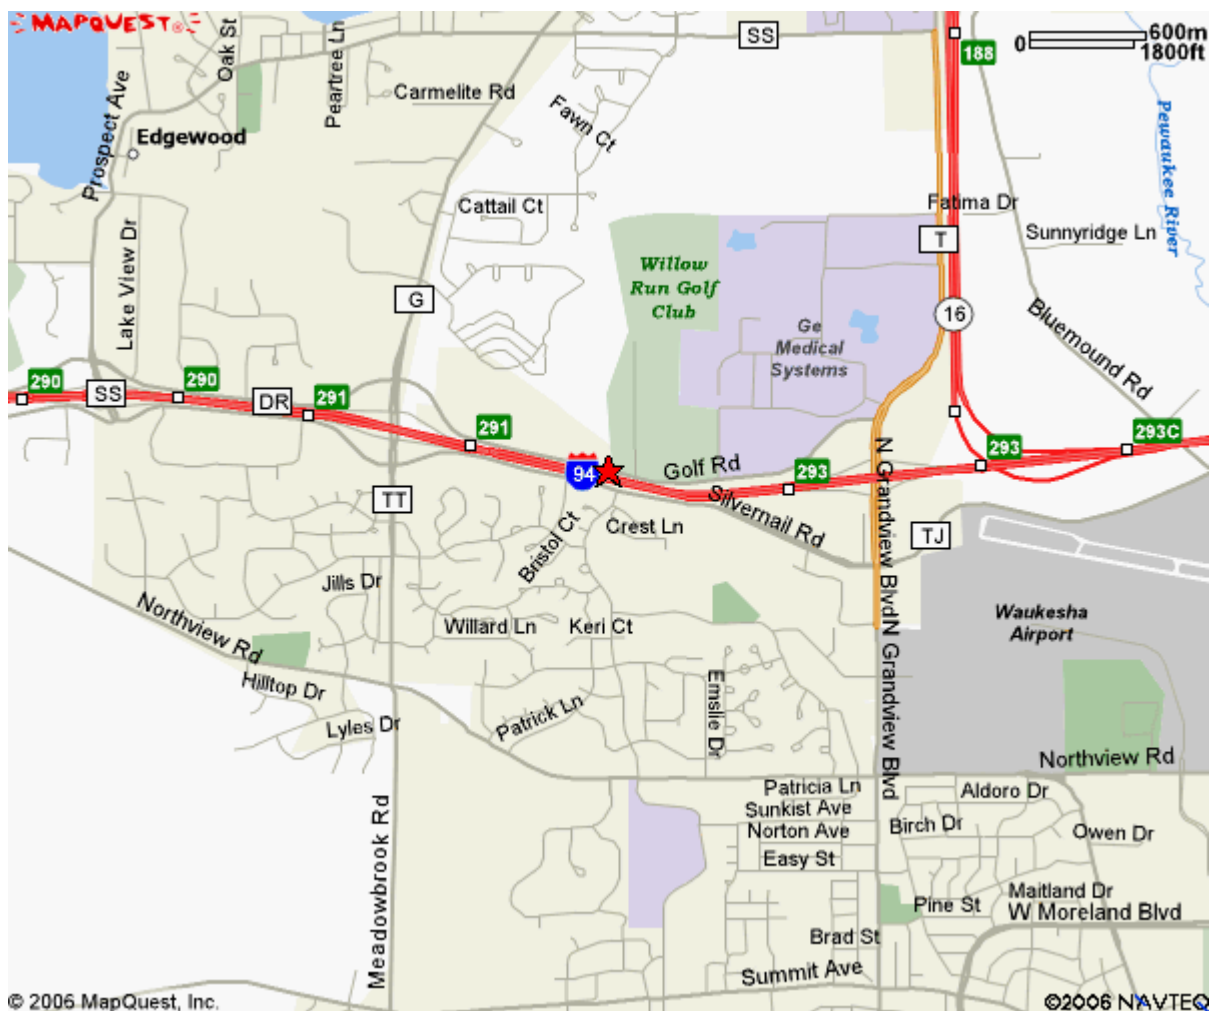 MAPQUEST®
Oak St
Peartree Ln
SS
188
0
600m
1800ft
Prospect Ave
Edgewood
Carmelite Rd
Fawn Ct
Pewaukee River
Cattail Ct
Fatima Dr
Sunnyridge Ln
Lake View Dr
T
Willow
Run Golf
Club
G
16
Ge
Medical
Systems
Bluemound Rd
290
SS
290
DR
291
291
94
Golf Rd
293
293
293C
N Grandview Blvd
TT
Silvernail Rd
Crest Ln
Bristol Ct
TJ
Jills Dr
Northview Rd
Willard Ln
Keri Ct
Waukesha
Airport
N Grandview Blvd
Hilltop Dr
Emslie Dr
Lyles Dr
Patrick Ln
Northview Rd
Patricia Ln
Aldoro Dr
Sunkist Ave
Norton Ave
Birch Dr
Owen Dr
Easy St
Meadowbrook Rd
Maitland Dr
Pine St
W Moreland Blvd
Brad St
Summit Ave
© 2006 MapQuest, Inc.
©2006 NAVTEQ